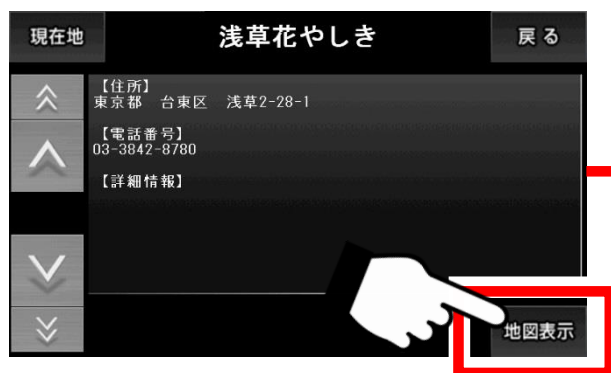 現在地
浅草花やしき
戻る
【住所】
東京都　台東区　浅草2-28-1
【電話番号】
03-3842-8780
【詳細情報】
地図表示